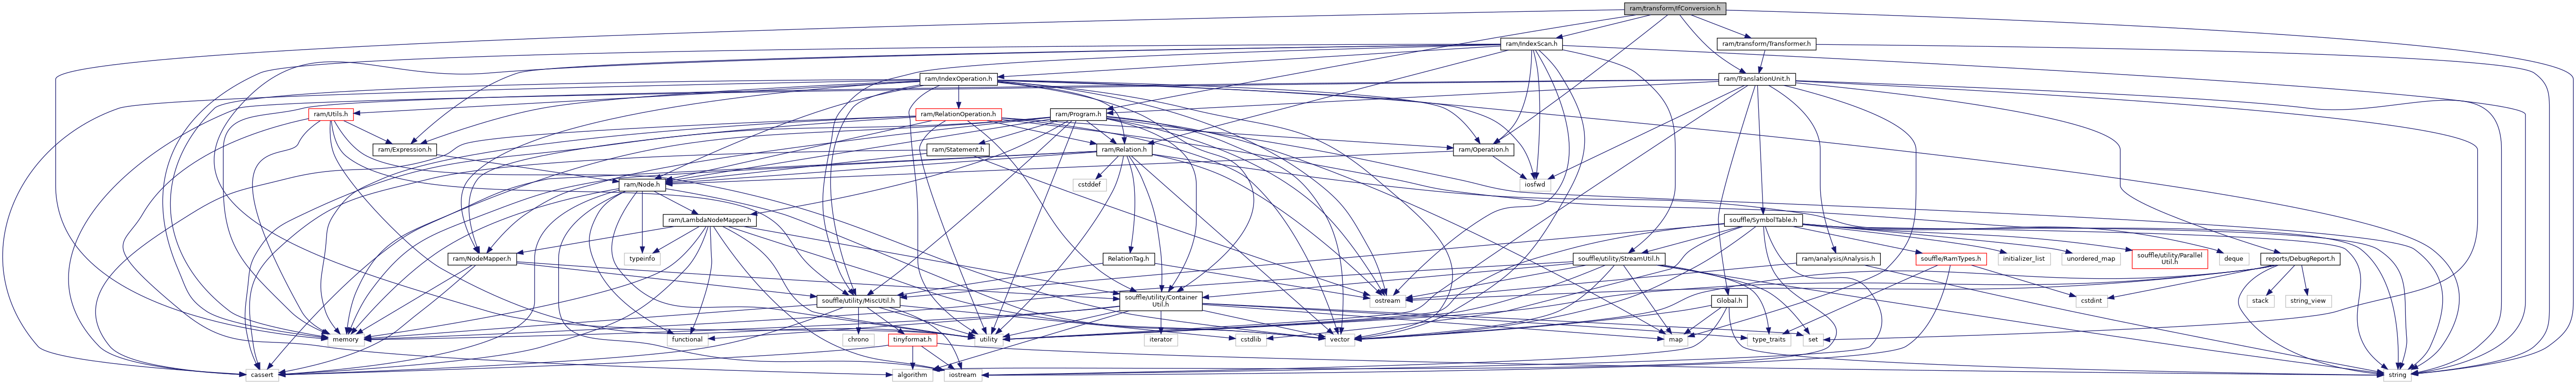 ram/transform/IfConversion.h
ram/IndexScan.h
ram/transform/Transformer.h
ram/IndexOperation.h
ram/TranslationUnit.h
ram/Utils.h
ram/RelationOperation.h
ram/Program.h
ram/Expression.h
ram/Statement.h
ram/Relation.h
ram/Operation.h
ram/Node.h
cstddef
iosfwd
ram/LambdaNodeMapper.h
souffle/SymbolTable.h
ram/NodeMapper.h
typeinfo
RelationTag.h
souffle/utility/StreamUtil.h
ram/analysis/Analysis.h
souffle/RamTypes.h
initializer_list
unordered_map
souffle/utility/Parallel
Util.h
deque
reports/DebugReport.h
souffle/utility/MiscUtil.h
souffle/utility/Container
Util.h
ostream
Global.h
cstdint
stack
string_view
memory
functional
chrono
tinyformat.h
utility
iterator
cstdlib
vector
map
type_traits
set
cassert
algorithm
iostream
string